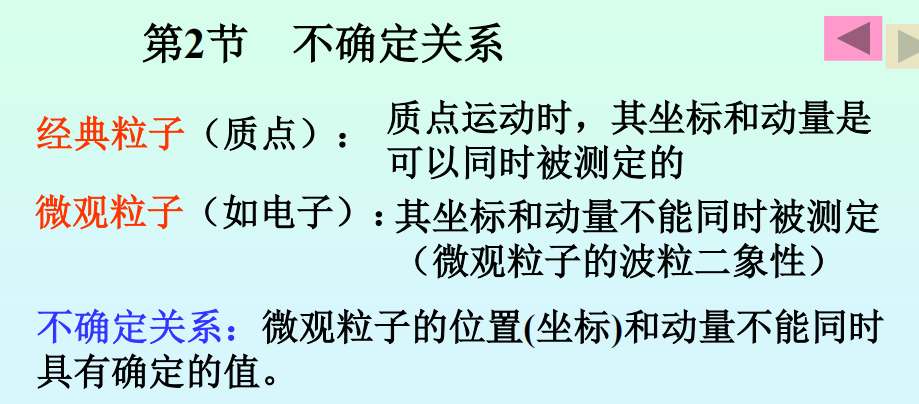 第2节 不确定关系
经典粒子（质点）： 质点运动时，其坐标和动量是
可以同时被测定的
微观粒子（如电子）：其坐标和动量不能同时被测定
（微观粒子的波粒二象性）
不确定关系：微观粒子的位置(坐标)和动量不能同时
具有确定的值。